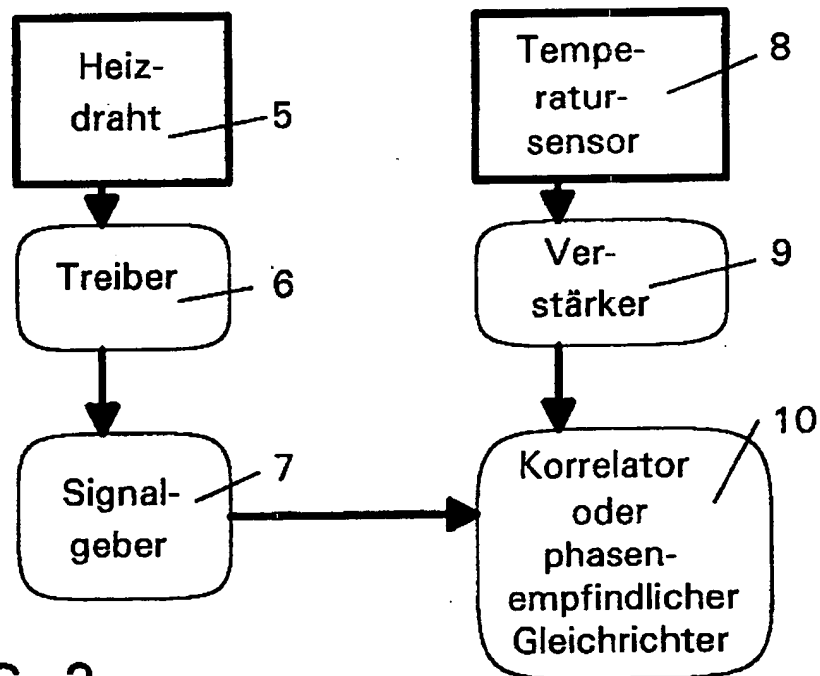 Heiz-
draht
5
Treiber
6
Signal-
geber
7
Tempe-
ratur-
sensor
8
Ver-
stärker
9
Korrelator
oder
phasen-
empfindlicher
Gleichrichter
10